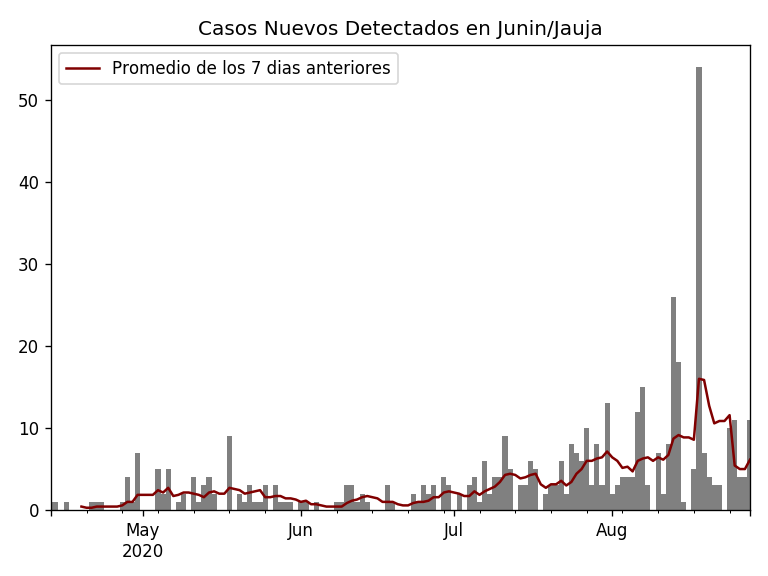 Casos Nuevos Detectados en Junin/Jauja
Promedio de los 7 dias anteriores
50
40
30
20
10
0
May
2020
Jun
Jul
Aug